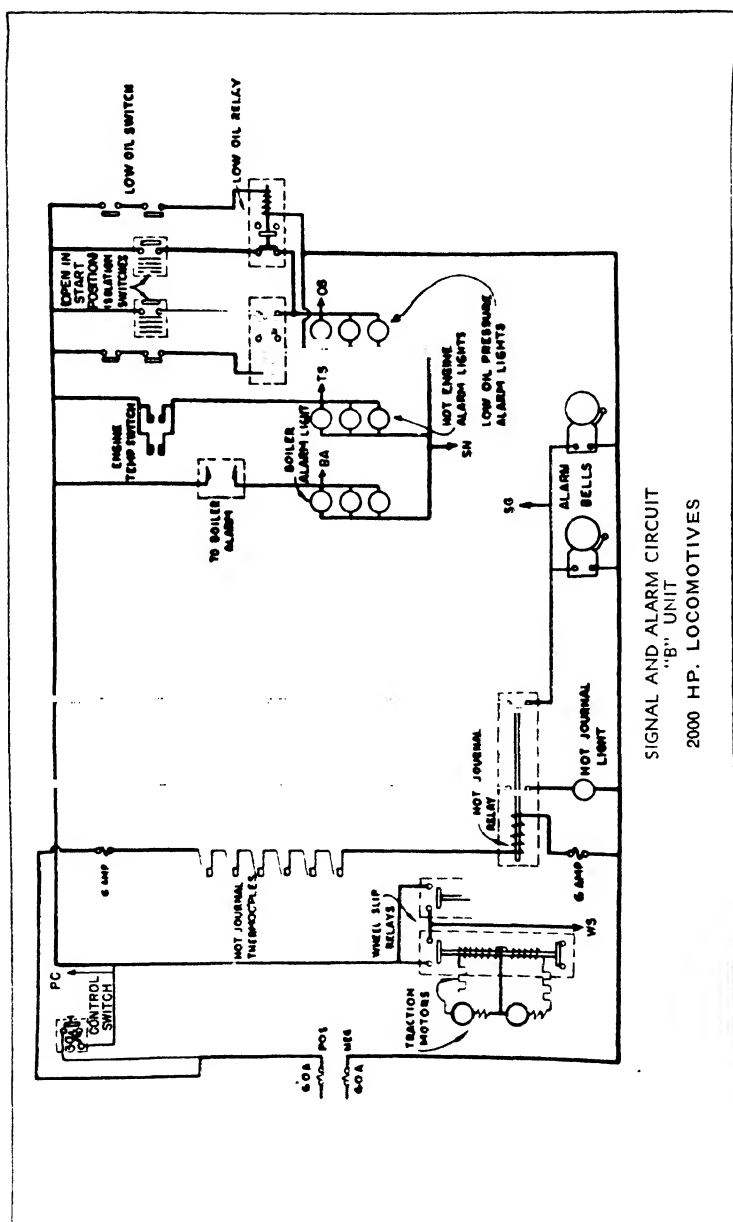 LOW OIL SWITCH
LOW OIL RELAY
(OPEN IN
START
POSITION)
ISOLATION
SWITCHES
OB
LOW OIL PRESSURE
ALARM LIGHTS
HOT ENGINE
ALARM LIGHTS
TS
ENGINE
TEMP SWITCH
BOILER
ALARM LIGHT
BA
SN
TO BOILER
ALARM
SG
ALARM
BELLS
HOT JOURNAL
RELAY
HOT JOURNAL
LIGHT
6 AMP
HOT JOURNAL
THERMOC'PLES
6 AMP
WHEEL SLIP
RELAYS
WS
TRACTION
MOTORS
PC
CONTROL
SWITCH
60A POS
60A NEG
SIGNAL AND ALARM CIRCUIT
"B" UNIT
2000 HP. LOCOMOTIVES